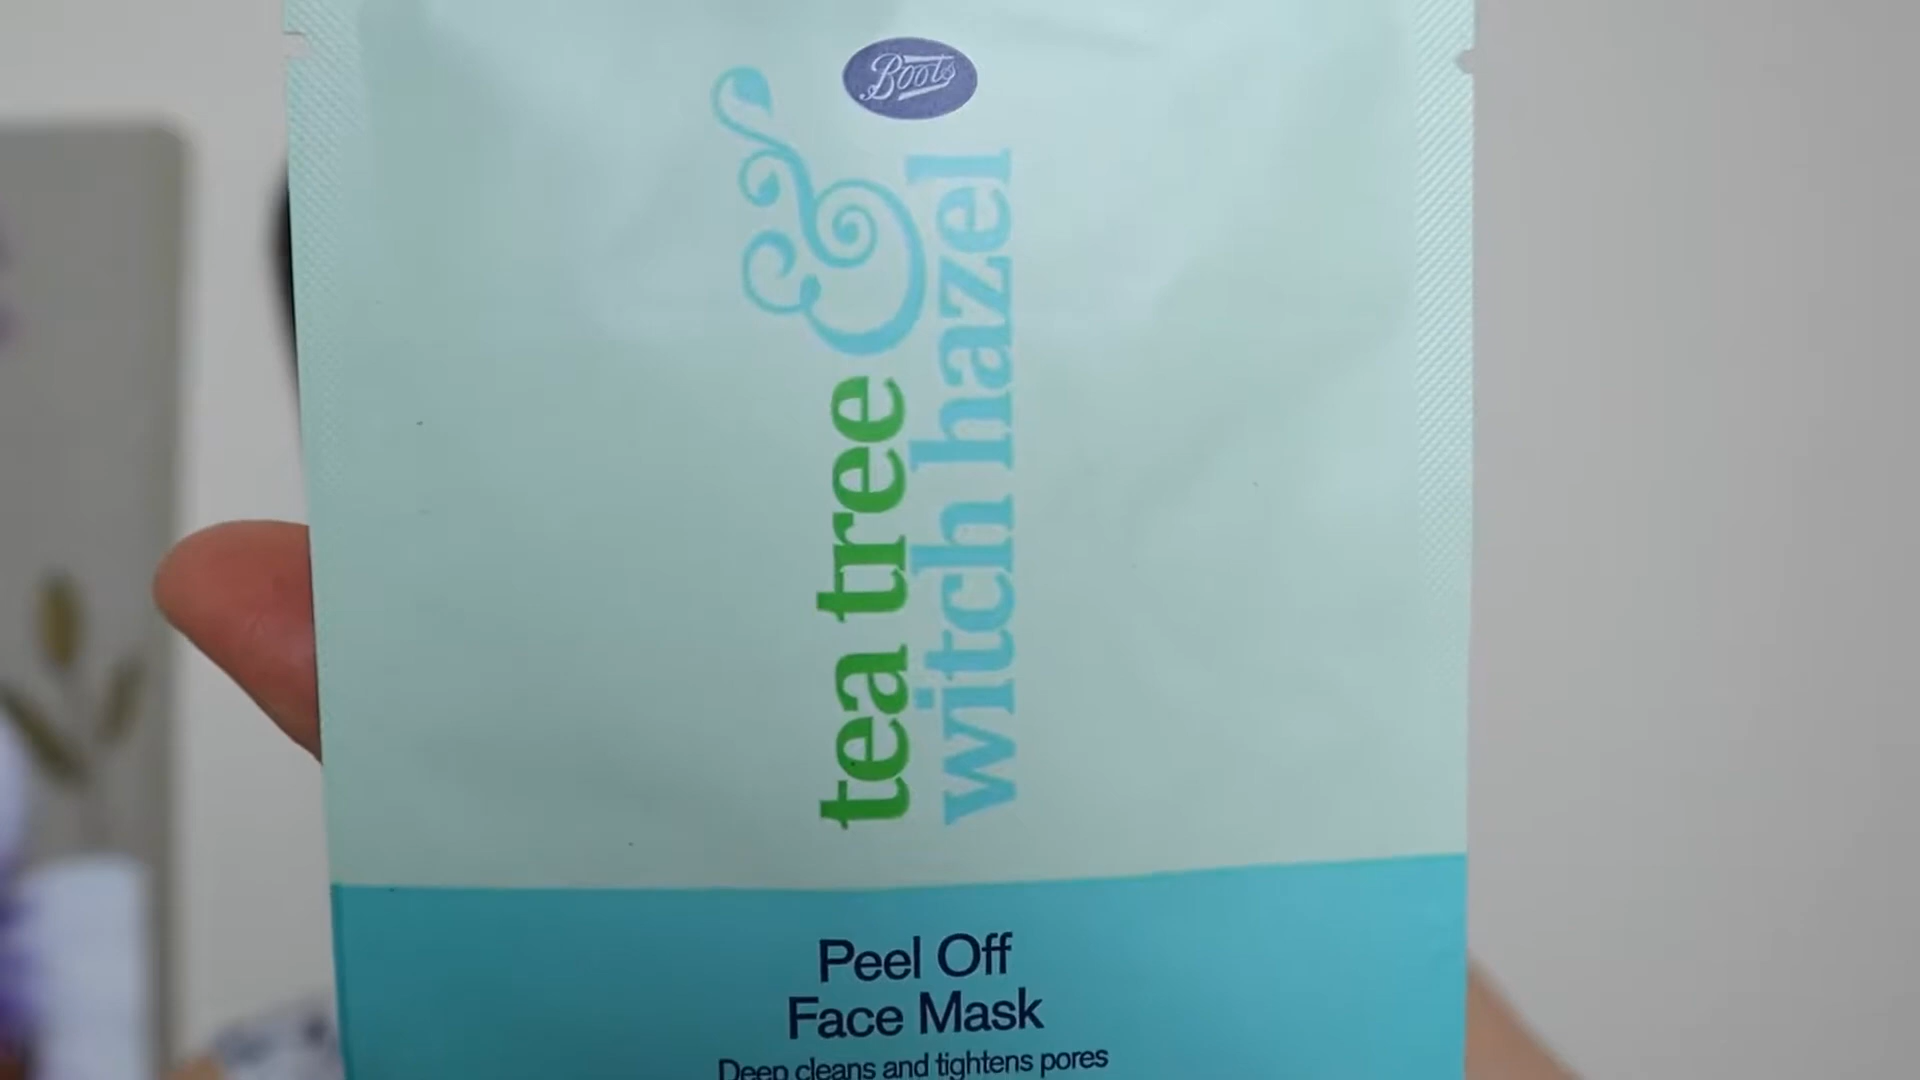 Boots
tea tree &
witch hazel
Peel Off
Face Mask
Deep cleans and tightens pores